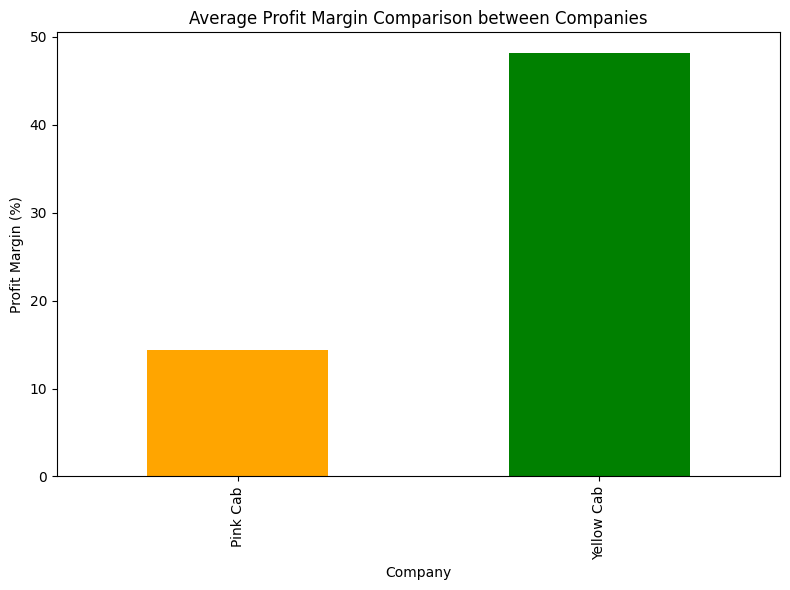 Average Profit Margin Comparison between Companies
Profit Margin (%)
50
40
30
20
10
0
Pink Cab
Yellow Cab
Company